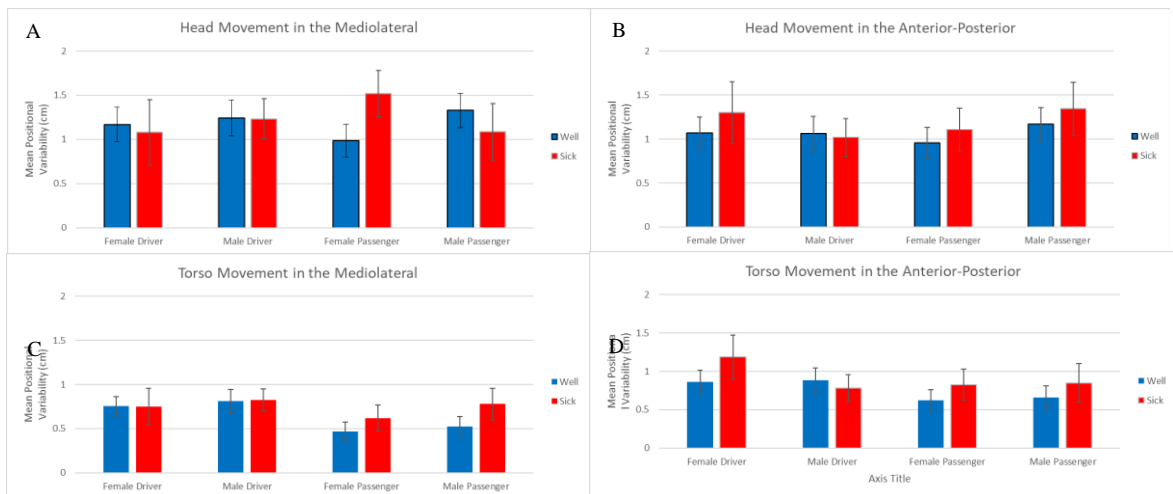 A
Head Movement in the Mediolateral
2
1.5
1
0.5
0
Mean Positional
Variability (cm)
Female Driver
Male Driver
Female Passenger
Male Passenger
Well
Sick
B
Head Movement in the Anterior-Posterior
2
1.5
1
0.5
0
Mean Positional
Variability (cm)
Female Driver
Male Driver
Female Passenger
Male Passenger
Well
Sick
C
Torso Movement in the Mediolateral
2
1.5
1
0.5
0
Mean Positional
Variability (cm)
Female Driver
Male Driver
Female Passenger
Male Passenger
Well
Sick
D
Torso Movement in the Anterior-Posterior
2
1.5
1
0.5
0
Mean Positiona
l Variability (cm)
Female Driver
Male Driver
Female Passenger
Male Passenger
Axis Title
Well
Sick